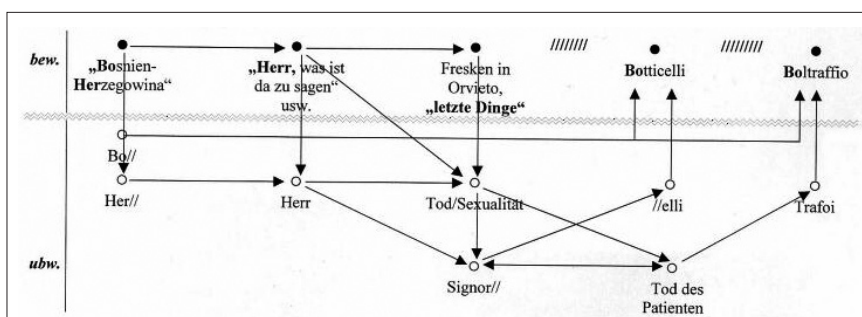 bew.
„Bosnien-
Herzegowina“
„Herr, was ist
da zu sagen“
usw.
Fresken in
Orvieto,
„letzte Dinge“
////////
Botticelli
////////
Boltraffio
Bo//
Her//
Herr
Tod/Sexualität
//elli
Trafoi
ubw.
Signor//
Tod des
Patienten